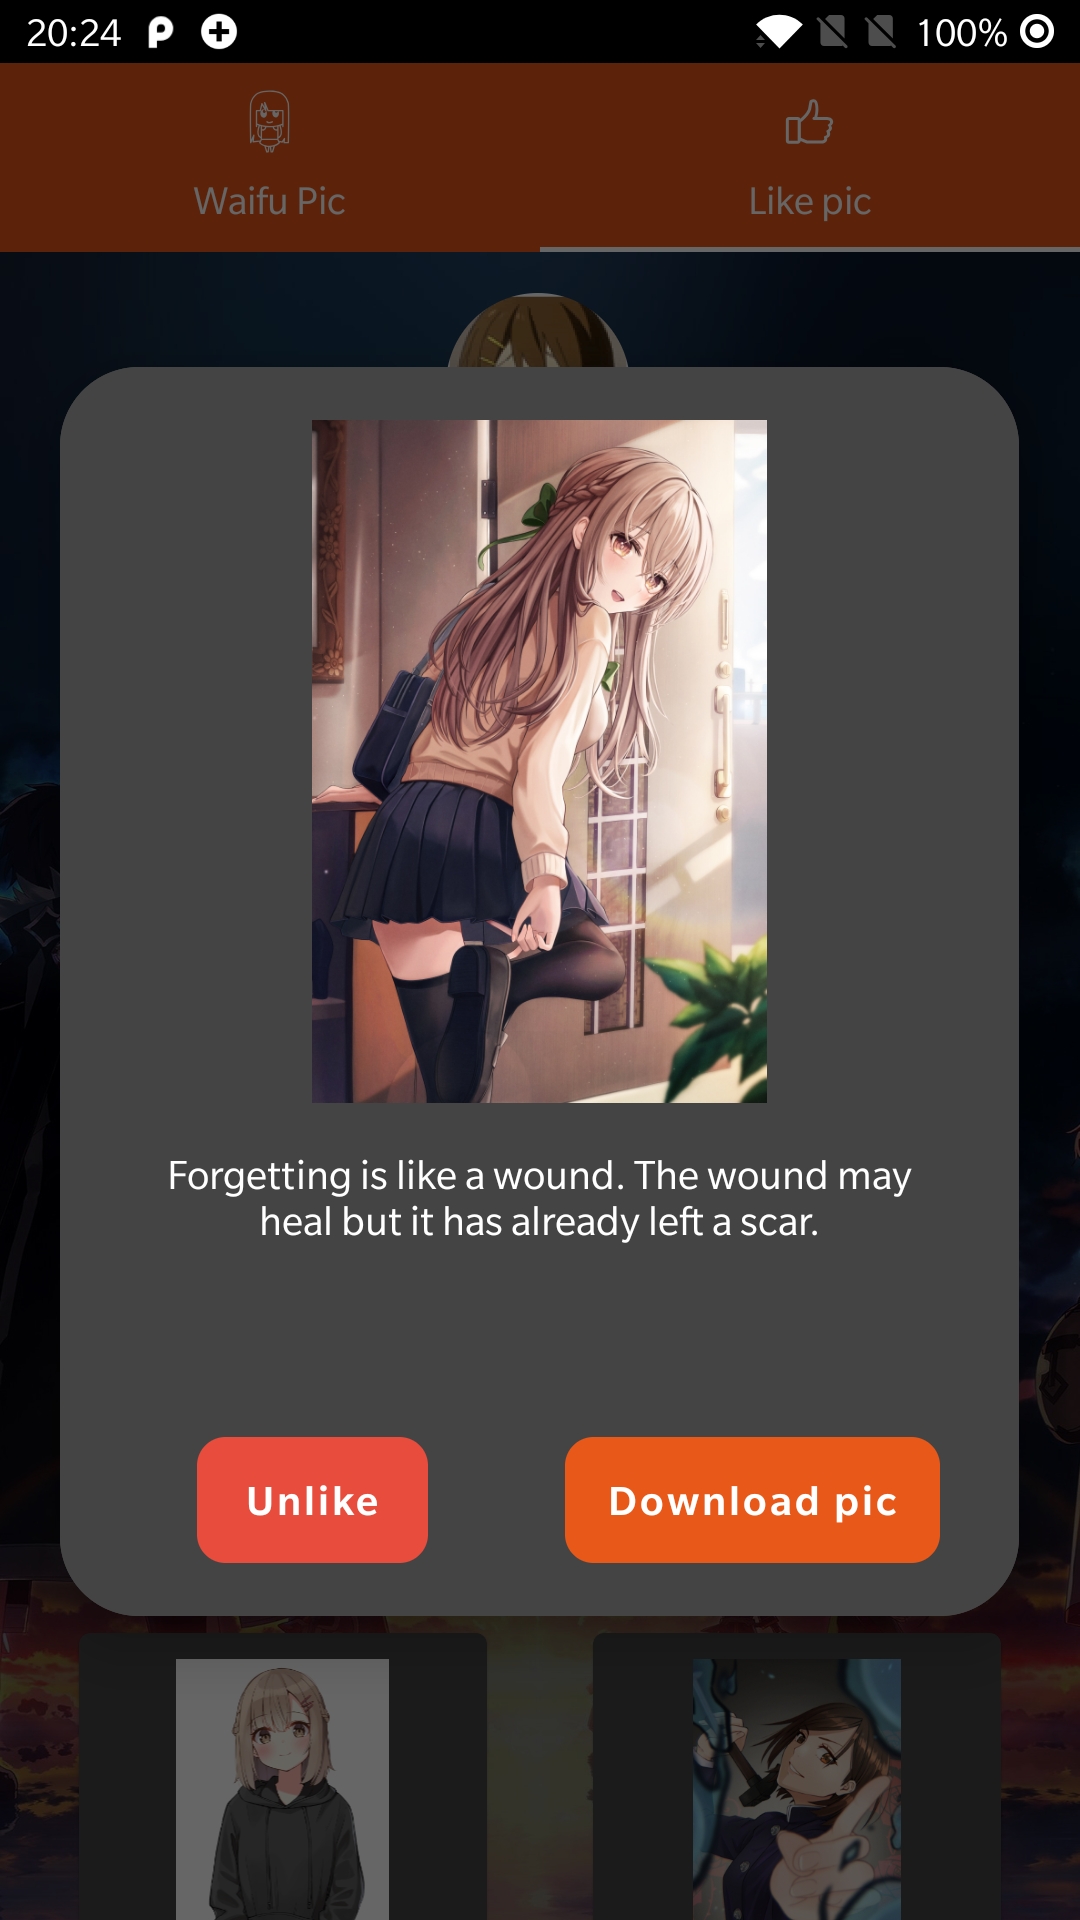 20:24
100%
Waifu Pic
Like pic
Forgetting is like a wound. The wound may
heal but it has already left a scar.
Unlike
Download pic